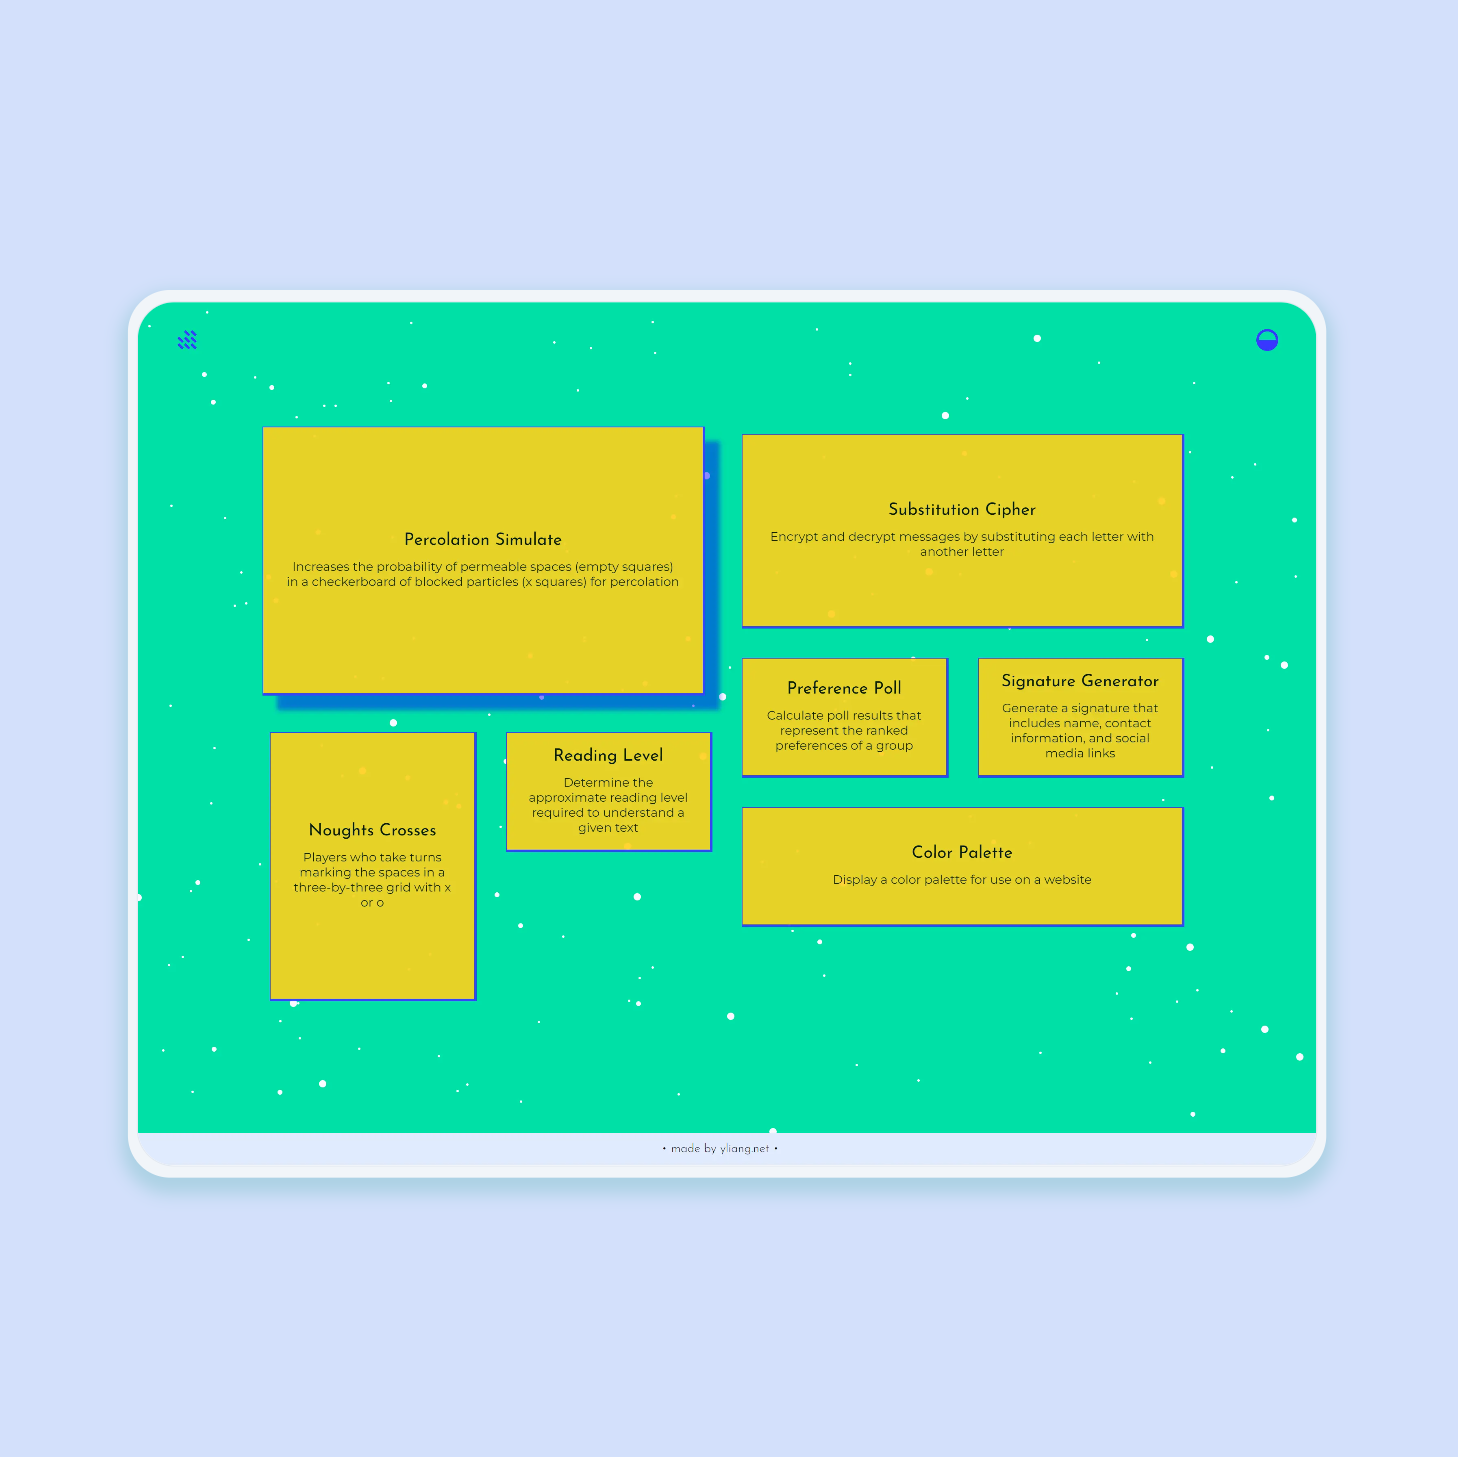 Percolation Simulate
Increases the probability of permeable spaces (empty squares)
in a checkerboard of blocked particles (x squares) for percolation
Substitution Cipher
Encrypt and decrypt messages by substituting each letter with
another letter
Preference Poll
Calculate poll results that
represent the ranked
preferences of a group
Signature Generator
Generate a signature that
includes name, contact
information, and social
media links
Noughts Crosses
Players who take turns
marking the spaces in a
three-by-three grid with x
or o
Reading Level
Determine the
approximate reading level
required to understand a
given text
Color Palette
Display a color palette for use on a website
• made by yliang.net •